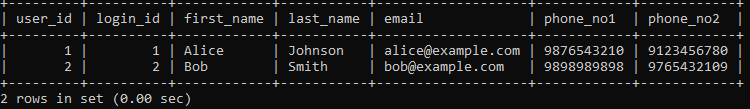 | user_id | login_id | first_name | last_name | email | phone_no1 | phone_no2 |
| 1 | 1 | Alice | Johnson | alice@example.com | 9876543210 | 9123456780 |
| 2 | 2 | Bob | Smith | bob@example.com | 9898989898 | 9765432109 |
2 rows in set (0.00 sec)